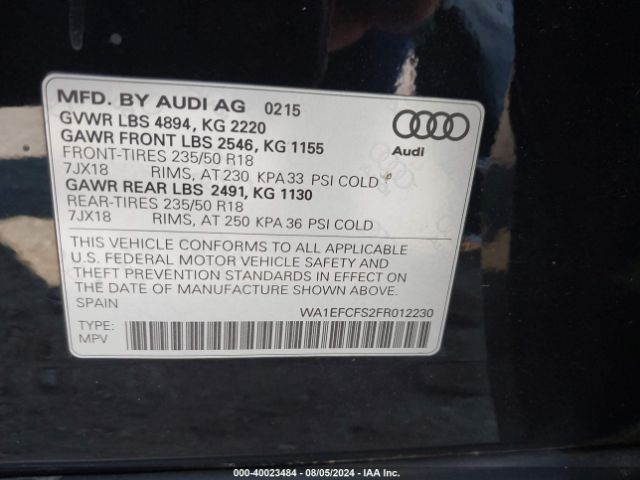 MFD. BY AUDI AG 0215
GVWR LBS 4894, KG 2220
GAWR FRONT LBS 2546, KG 1155
FRONT-TIRES 235/50 R18
7JX18 RIMS, AT 230 KPA 33 PSI COLD
GAWR REAR LBS 2491, KG 1130
REAR-TIRES 235/50 R18
7JX18 RIMS, AT 250 KPA 36 PSI COLD
Audi
THIS VEHICLE CONFORMS TO ALL APPLICABLE
U.S. FEDERAL MOTOR VEHICLE SAFETY AND
THEFT PREVENTION STANDARDS IN EFFECT ON
THE DATE OF MANUFACTURE SHOWN ABOVE.
SPAIN
WA1EFCFS2FR012230
TYPE:
MPV
000-40023484 - 08/05/2024 - IAAI.COM